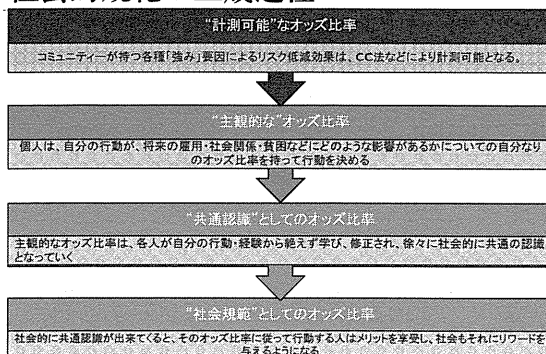 "計測可能"なオッズ比率
コミュニティーが持つ各種「強み」要因によるリスク低減効果は、CC法などにより計測可能となる。
"主観的な"オッズ比率
個人は、自分の行動が、将来の雇用・社会関係・貧困などにどのような影響があるかについての自分なり
のオッズ比率を持って行動を決める
"共通認識"としてのオッズ比率
主観的なオッズ比率は、各人が自分の行動・経験から絶えず学び、修正され、徐々に社会的に共通の認識
となっていく
"社会規範"としてのオッズ比率
社会的に共通認識が出来てくると、そのオッズ比率に従って行動する人はメリットを享受し、社会もそれにリワードを
与えるようになる